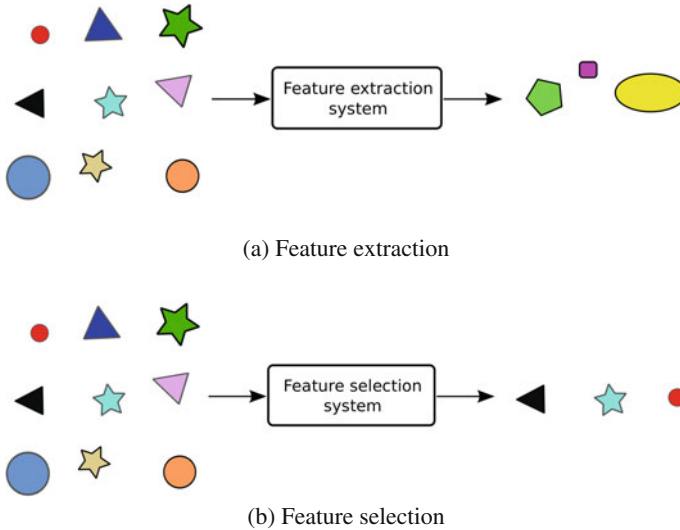 Feature extraction
system
(a) Feature extraction
Feature selection
system
(b) Feature selection